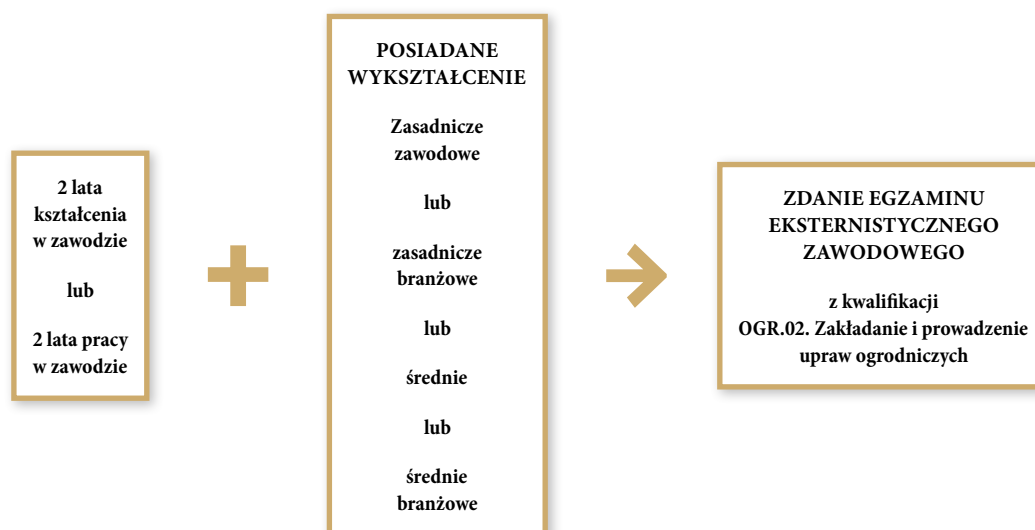 2 lata
kształcenia
w zawodzie
lub
2 lata pracy
w zawodzie
POSIADANE
WYKSZTAŁCENIE
Zasadnicze
zawodowe
lub
zasadnicze
branżowe
lub
średnie
lub
średnie
branżowe
ZDANIE EGZAMINU
EKSTERNISTYCZNEGO
ZAWODOWEGO
z kwalifikacji
OGR.02. Zakładanie i prowadzenie
upraw ogrodniczych